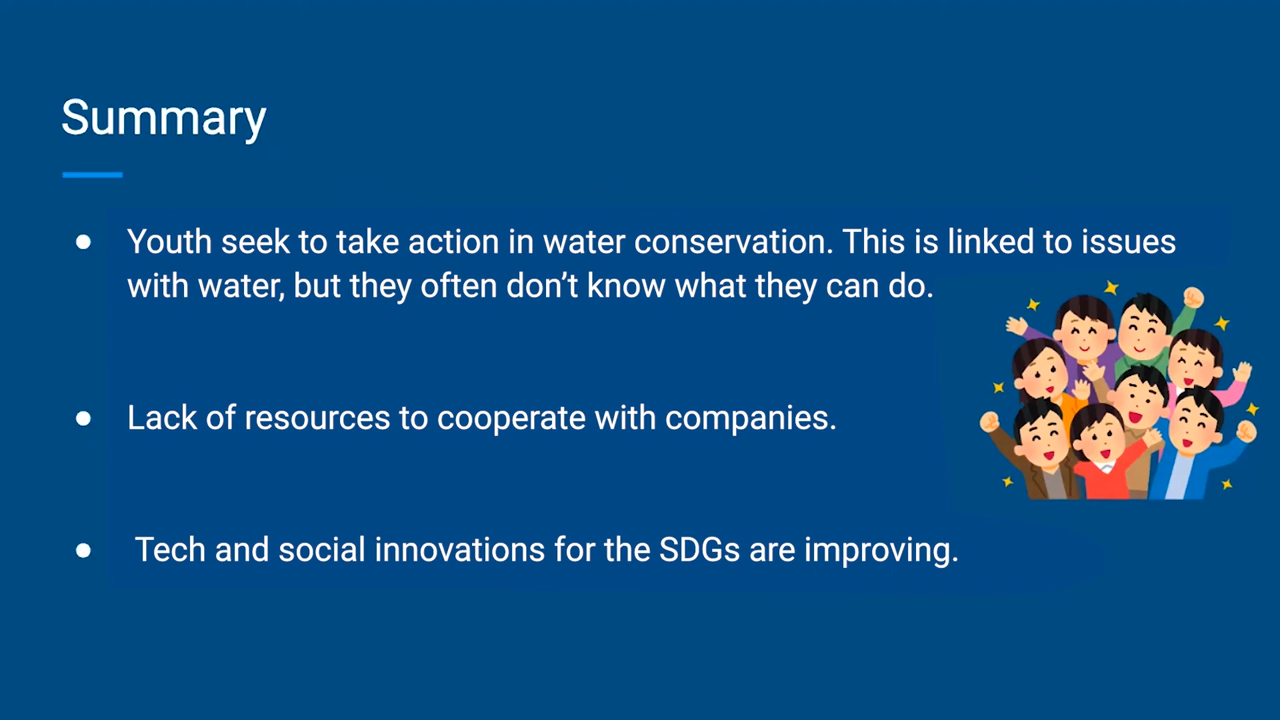 Summary
● Youth seek to take action in water conservation. This is linked to issues
with water, but they often don’t know what they can do.
● Lack of resources to cooperate with companies.
● Tech and social innovations for the SDGs are improving.